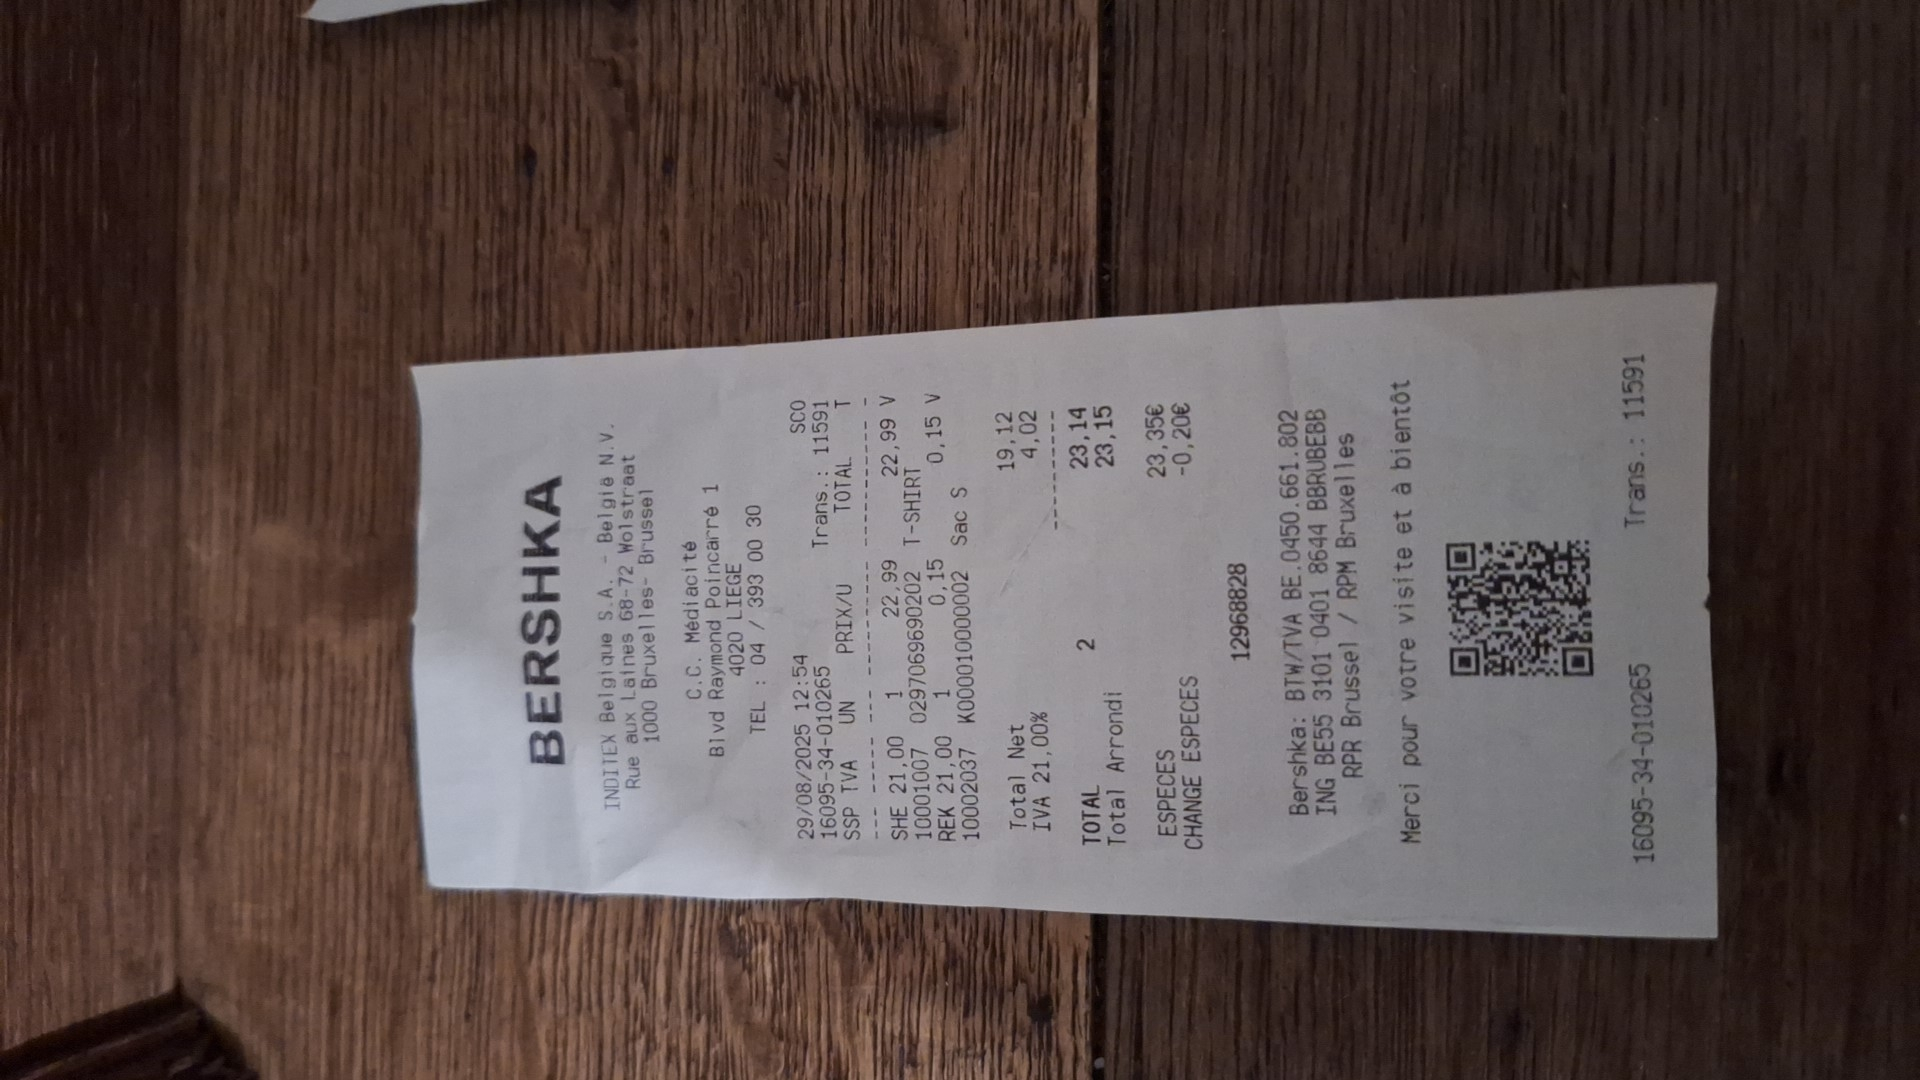 BERSHKA
INDITEX Belgique S.A. - België N.V.
Rue aux Laines 68-72 Wolstraat
1000 Bruxelles- Brussel
C.C. Médiacité
Blvd Raymond Poincarré 1
4020 LIEGE
TEL : 04 / 393 00 30
29/08/2025 12:54 SCO
16095-34-010265 Trans.: 11591
SSP TVA UN PRIX/U TOTAL T
SHE 21,00 1 22,99 22,99 V
10001007 02970696902​02 T-SHIRT
REK 21,00 1 0,15 0,15 V
10002037 K0000100000002 Sac S
Total Net 19,12
IVA 21,00% 4,02
TOTAL 2 23,14
Total Arrondi 23,15
ESPECES 23,35€
CHANGE ESPECES -0,20€
12968828
Bershka: BTW/TVA BE.0450.661.802
ING BE55 3101 0401 8644 BBRUBEBB
RPR Brussel / RPM Bruxelles
Merci pour votre visite et à bientôt
16095-34-010265 Trans.: 11591